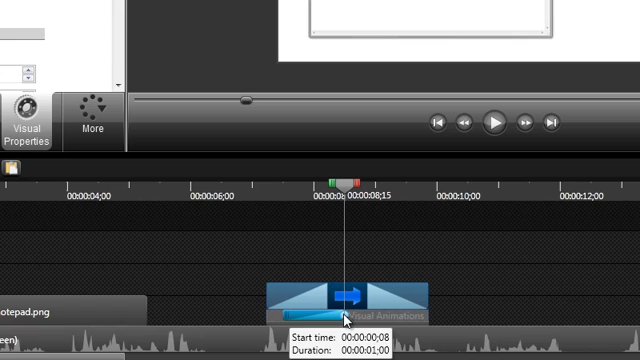 Visual
Properties
More
00:00:04;00
00:00:06;00
00:00:08;15
00:00:10;00
00:00:12;00
otepad.png
Visual Animations
een)
Start time: 00:00:00;08
Duration: 00:00:01;00